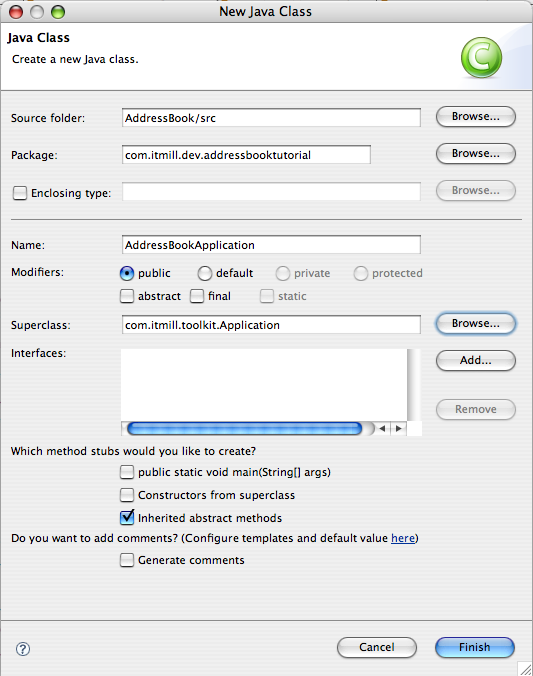 New Java Class
Java Class
Create a new Java class.
C
Source folder: AddressBook/src Browse...
Package: com.itmill.dev.addressbooktutorial Browse...
Enclosing type: Browse...
Name: AddressBookApplication
Modifiers: public default private protected
abstract final static
Superclass: com.itmill.toolkit.Application Browse...
Interfaces: Add...
Remove
Which method stubs would you like to create?
public static void main(String[] args)
Constructors from superclass
Inherited abstract methods
Do you want to add comments? (Configure templates and default value here)
Generate comments
? Cancel Finish